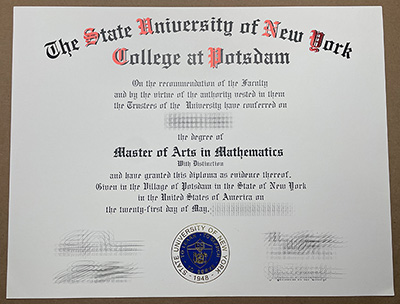 The State University of New York
College at Potsdam
On the recommendation of the Faculty
and by the virtue of the authority vested in them
the Trustees of the University have conferred on
the degree of
Master of Arts in Mathematics
With Distinction
and have granted this diploma as evidence thereof.
Given in the Village of Potsdam in the State of New York
in the United States of America on
the twenty-first day of May,
STATE UNIVERSITY OF NEW YORK
1948